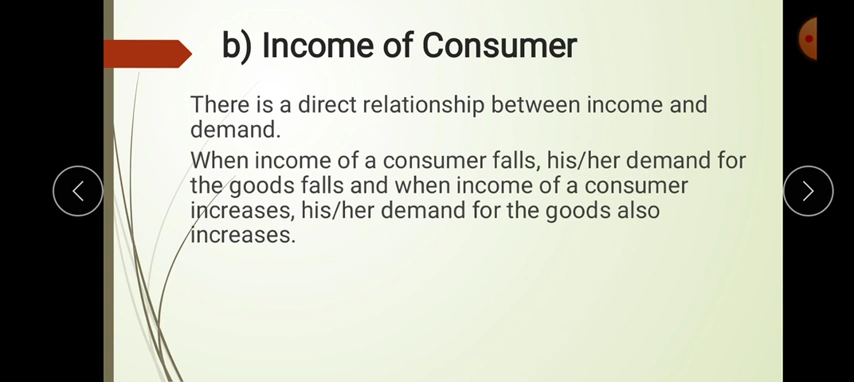 b) Income of Consumer
There is a direct relationship between income and
demand.
When income of a consumer falls, his/her demand for
the goods falls and when income of a consumer
increases, his/her demand for the goods also
increases.